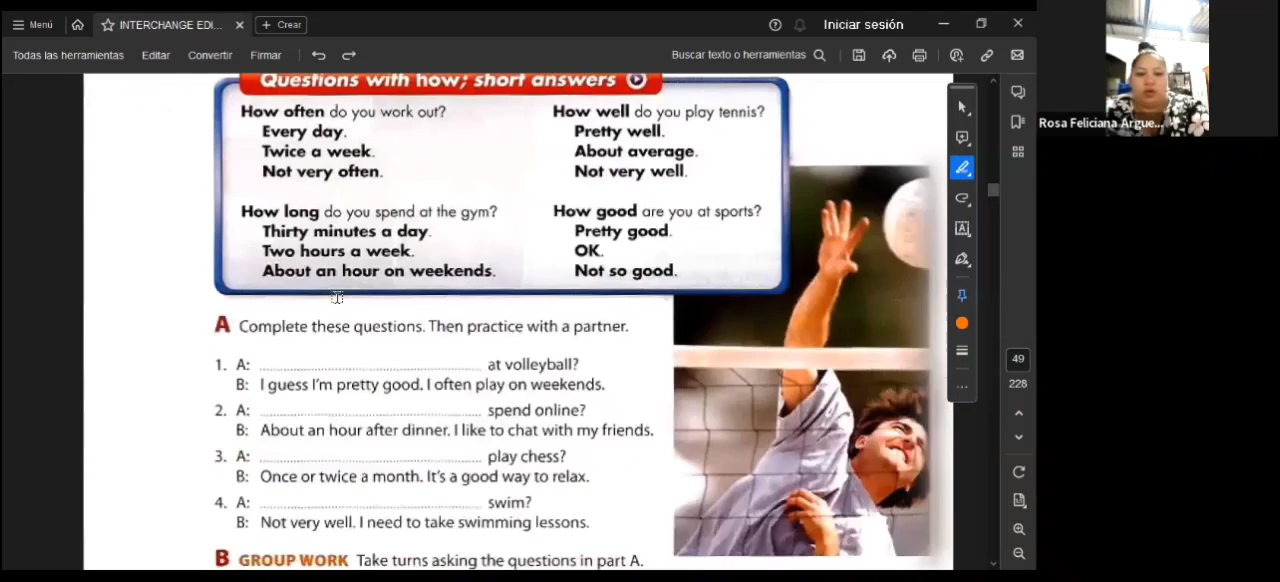 Menú
INTERCHANGE EDI...
Crear
Iniciar sesión
Todas las herramientas
Editar
Convertir
Firmar
Buscar texto o herramientas
Rosa Feliciana Argue...
Questions with how; short answers
How often do you work out?
Every day.
Twice a week.
Not very often.
How well do you play tennis?
Pretty well.
About average.
Not very well.
How long do you spend at the gym?
Thirty minutes a day.
Two hours a week.
About an hour on weekends.
How good are you at sports?
Pretty good.
OK.
Not so good.
A Complete these questions. Then practice with a partner.
1. A: ............................................ at volleyball?
B: I guess I'm pretty good. I often play on weekends.
2. A: ............................................ spend online?
B: About an hour after dinner. I like to chat with my friends.
3. A: ............................................ play chess?
B: Once or twice a month. It's a good way to relax.
4. A: ............................................ swim?
B: Not very well. I need to take swimming lessons.
B GROUP WORK Take turns asking the questions in part A.
49
228